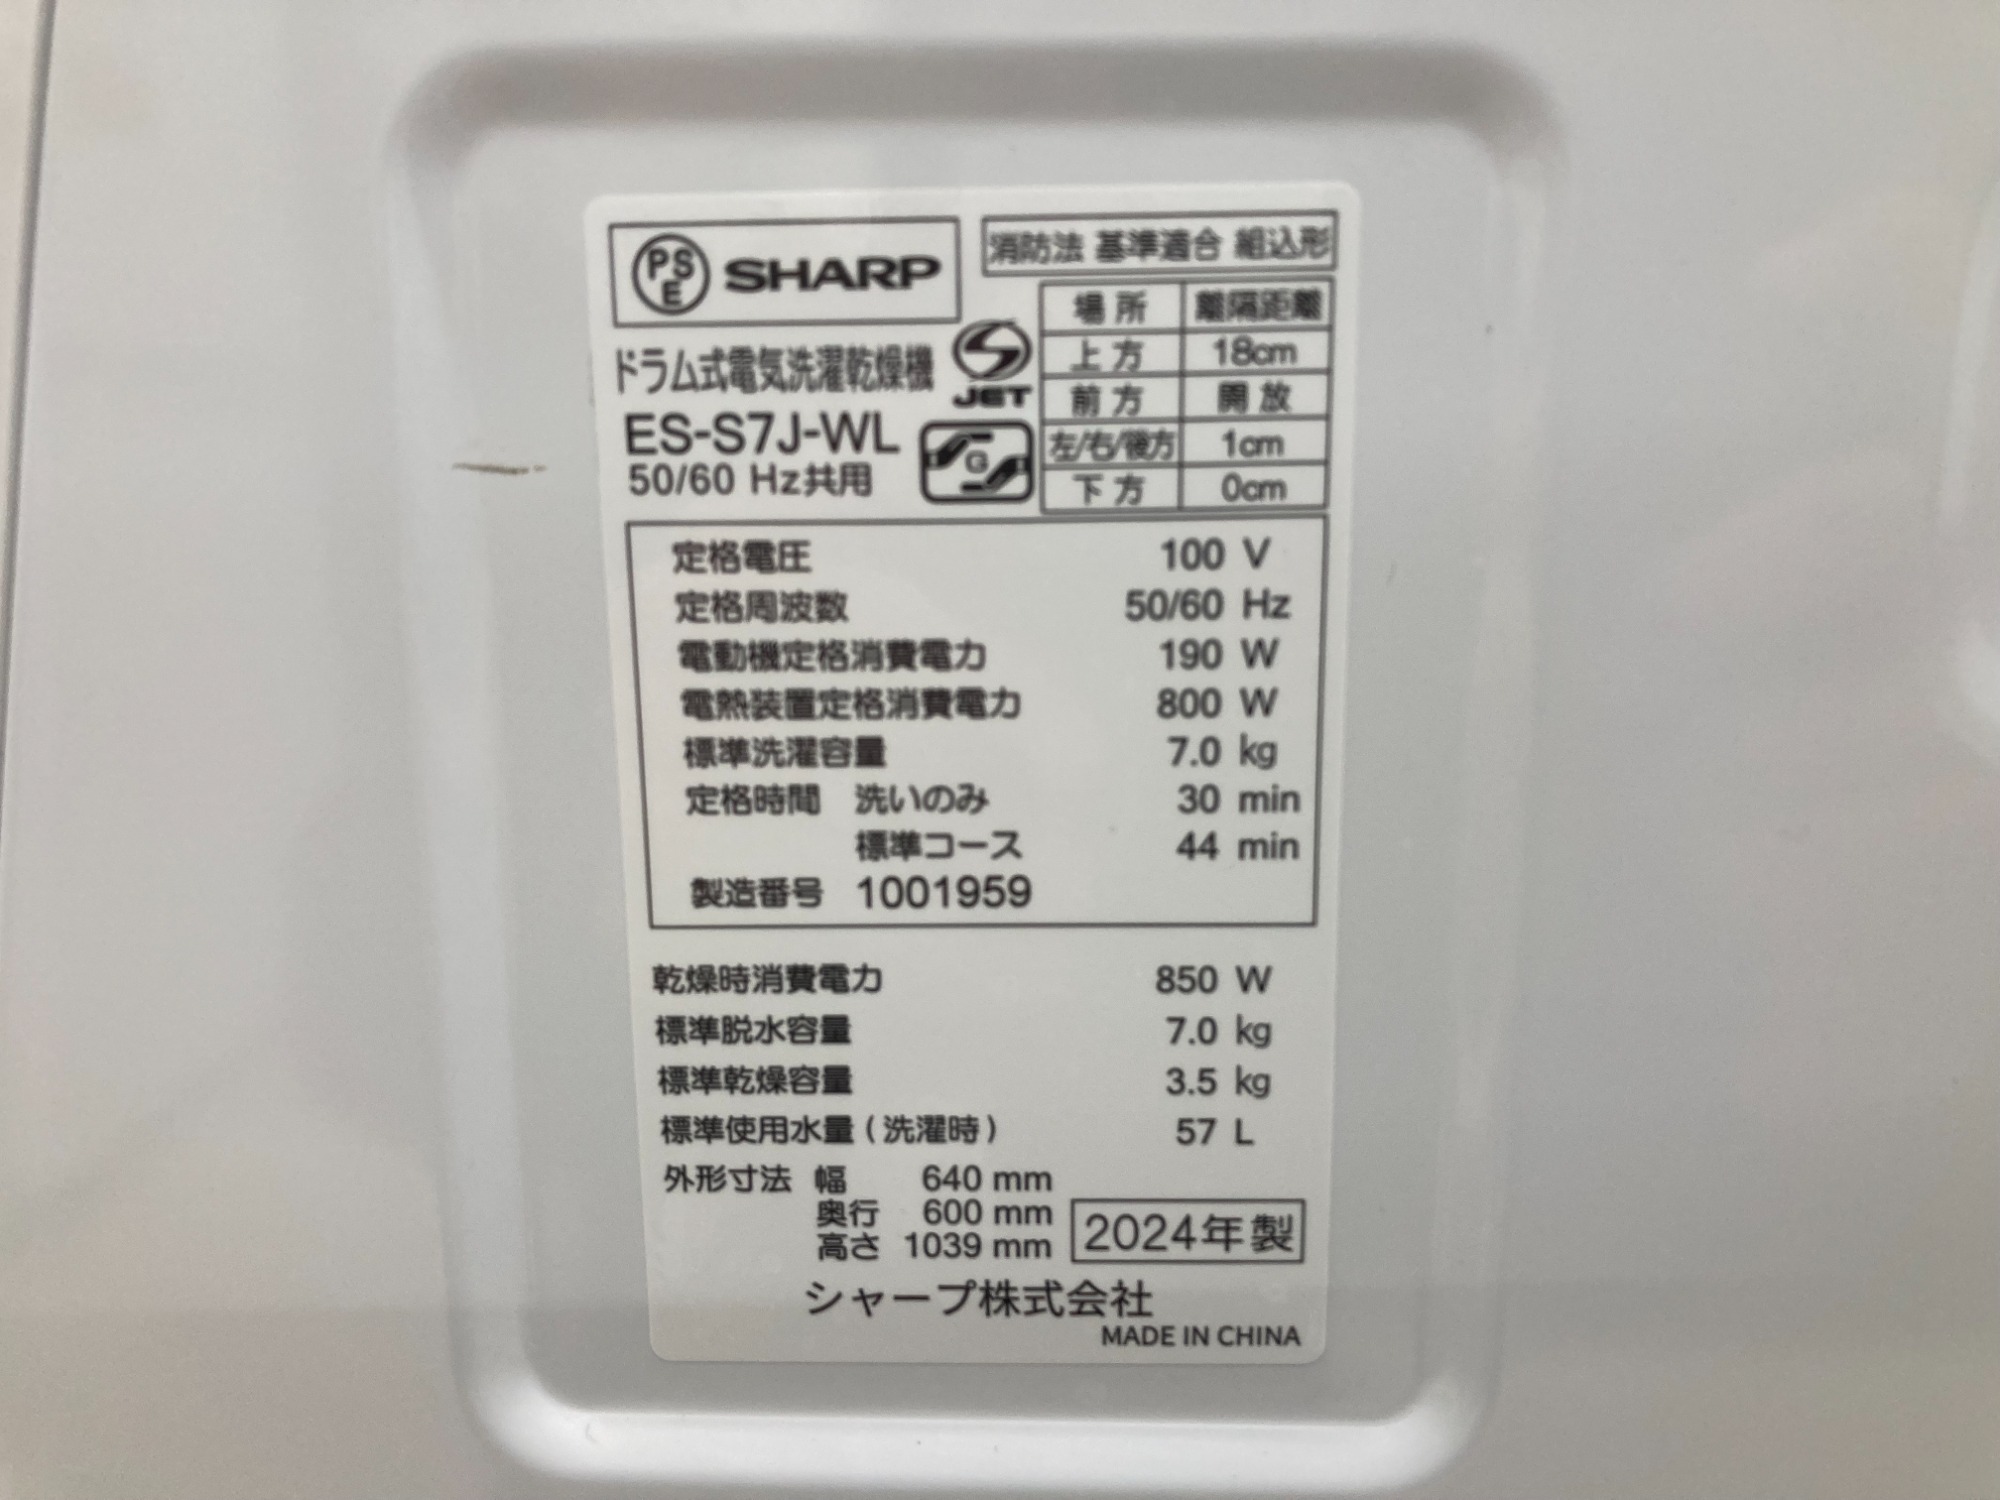 PSE SHARP
消防法 基準適合 組込形
場所 離隔距離
上方 18cm
前方 開放
左/右/後方 1cm
下方 0cm
ドラム式電気洗濯乾燥機
S JET
ES-S7J-WL
G
50/60 Hz共用
定格電圧 100 V
定格周波数 50/60 Hz
電動機定格消費電力 190 W
電熱装置定格消費電力 800 W
標準洗濯容量 7.0 kg
定格時間 洗いのみ 30 min
標準コース 44 min
製造番号 1001959
乾燥時消費電力 850 W
標準脱水容量 7.0 kg
標準乾燥容量 3.5 kg
標準使用水量(洗濯時) 57 L
外形寸法 幅 640 mm
奥行 600 mm
高さ 1039 mm
2024年製
シャープ株式会社
MADE IN CHINA